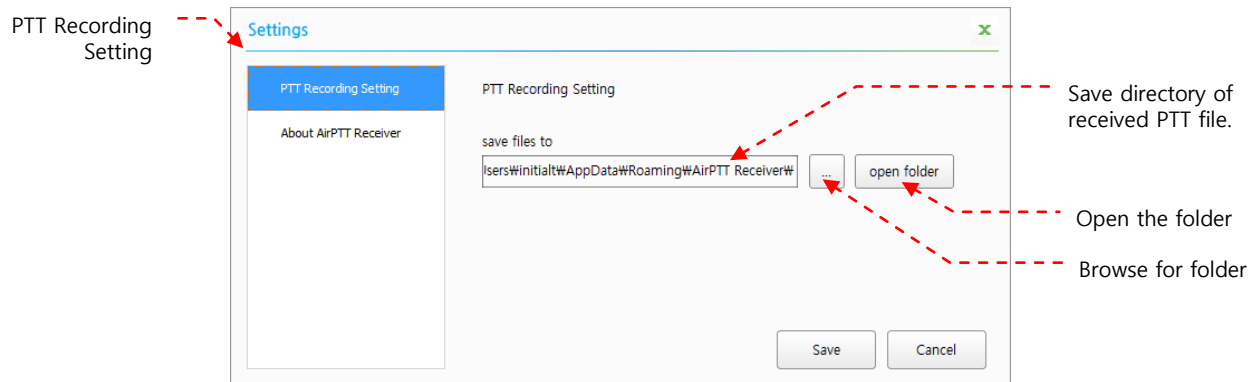 PTT Recording
Setting
Settings
x
PTT Recording Setting
About AirPTT Receiver
PTT Recording Setting
save files to
Isers₩initialt₩AppData₩Roaming₩AirPTT Receiver₩
...
open folder
Save
Cancel
Save directory of
received PTT file.
Open the folder
Browse for folder